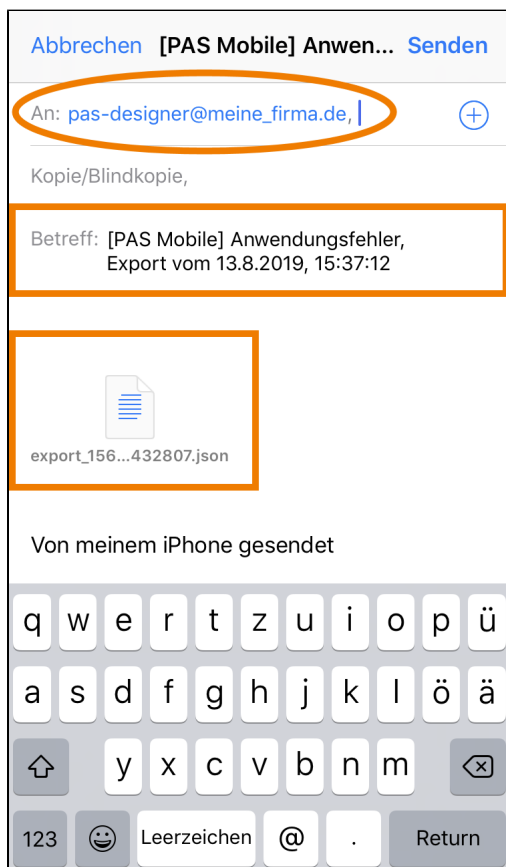 Abbrechen [PAS Mobile] Anwen... Senden
An: pas-designer@meine_firma.de,
Kopie/Blindkopie,
Betreff: [PAS Mobile] Anwendungsfehler,
Export vom 13.8.2019, 15:37:12
export_156...432807.json
Von meinem iPhone gesendet
q w e r t z u i o p ü
a s d f g h j k l ö ä
y x c v b n m
123 Leerzeichen @ . Return